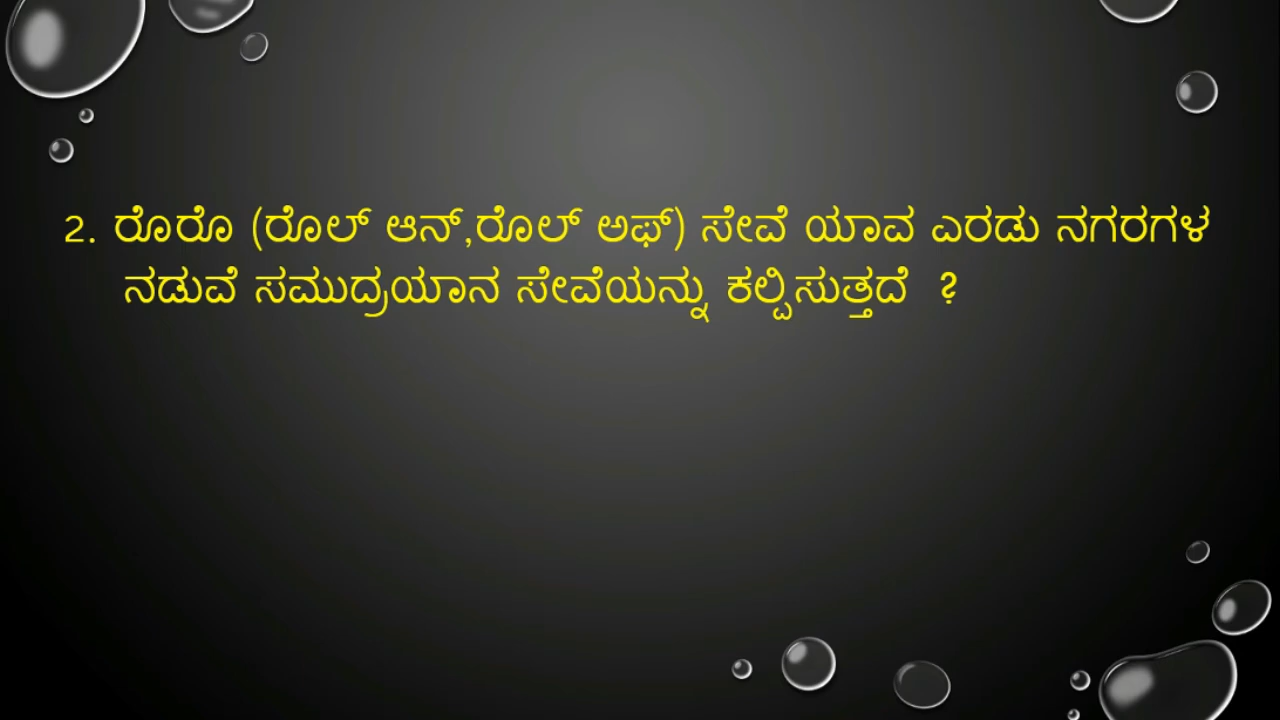 2. ರೊರೊ (ರೊಲ್ ಆನ್,ರೊಲ್ ಅಫ್) ಸೇವೆ ಯಾವ ಎರಡು ನಗರಗಳ
ನಡುವೆ ಸಮುದ್ರಯಾನ ಸೇವೆಯನ್ನು ಕಲ್ಪಿಸುತ್ತದೆ ?